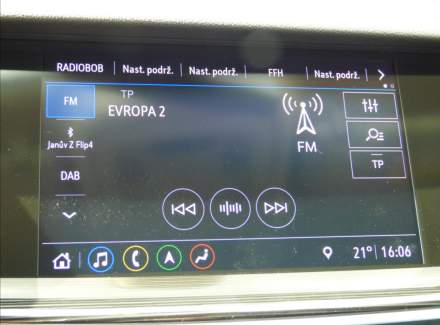 RADIOBOB Nast. podrž. Nast. podrž. FFH Nast. podrž.
FM
TP
EVROPA 2
Janův Z Flip4
FM
DAB
TP
21° 16:06